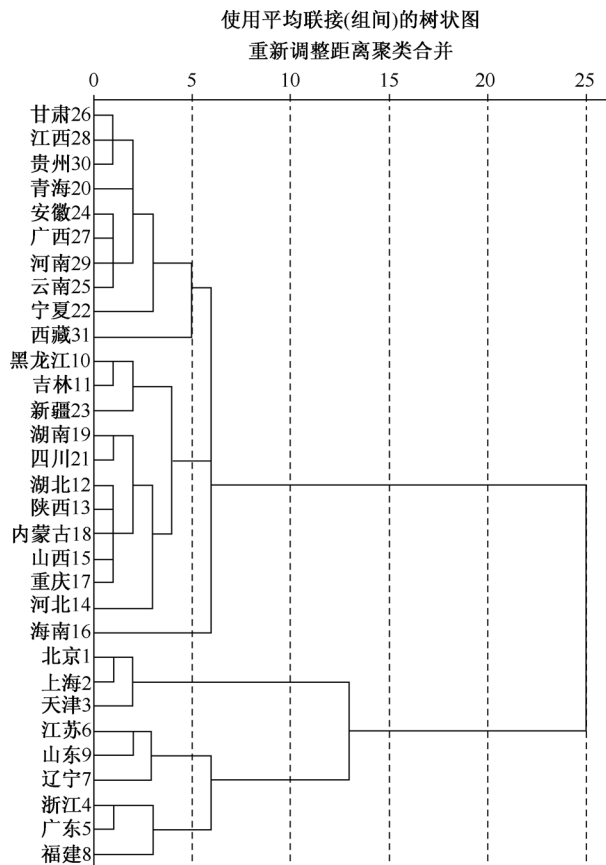 使用平均联接(组间)的树状图
重新调整距离聚类合并
0 5 10 15 20 25
甘肃26
江西28
贵州30
青海20
安徽24
广西27
河南29
云南25
宁夏22
西藏31
黑龙江10
吉林11
新疆23
湖南19
四川21
湖北12
陕西13
内蒙古18
山西15
重庆17
河北14
海南16
北京1
上海2
天津3
江苏6
山东9
辽宁7
浙江4
广东5
福建8